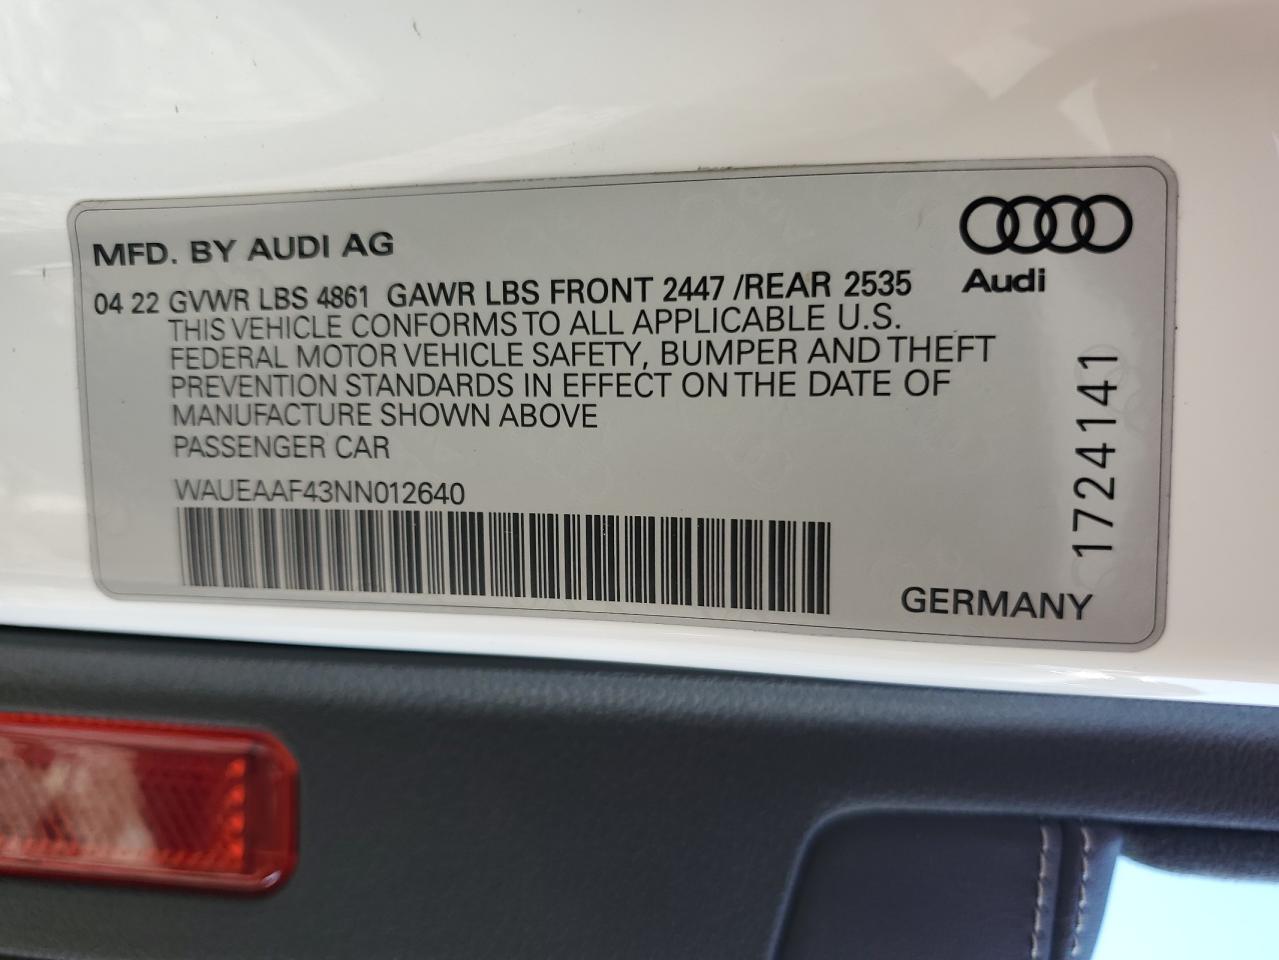 MFD. BY AUDI AG
Audi
04 22 GVWR LBS 4861 GAWR LBS FRONT 2447 /REAR 2535
THIS VEHICLE CONFORMS TO ALL APPLICABLE U.S.
FEDERAL MOTOR VEHICLE SAFETY, BUMPER AND THEFT
PREVENTION STANDARDS IN EFFECT ON THE DATE OF
MANUFACTURE SHOWN ABOVE
PASSENGER CAR
WAUEAAF43NN012640
GERMANY
1724141